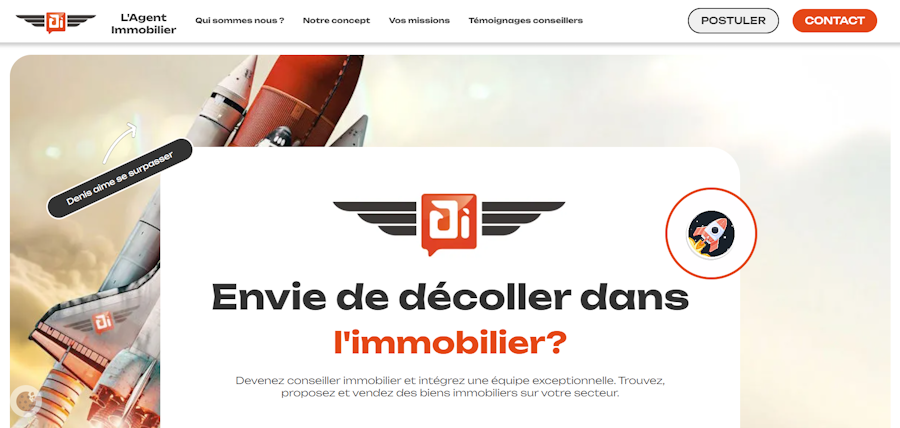 L'Agent
Immobilier
Qui sommes nous ?
Notre concept
Vos missions
Témoignages conseillers
POSTULER
CONTACT
Denis aime se surpasser
Envie de décoller dans
l'immobilier?
Devenez conseiller immobilier et intégrez une équipe exceptionnelle. Trouvez,
proposez et vendez des biens immobiliers sur votre secteur.